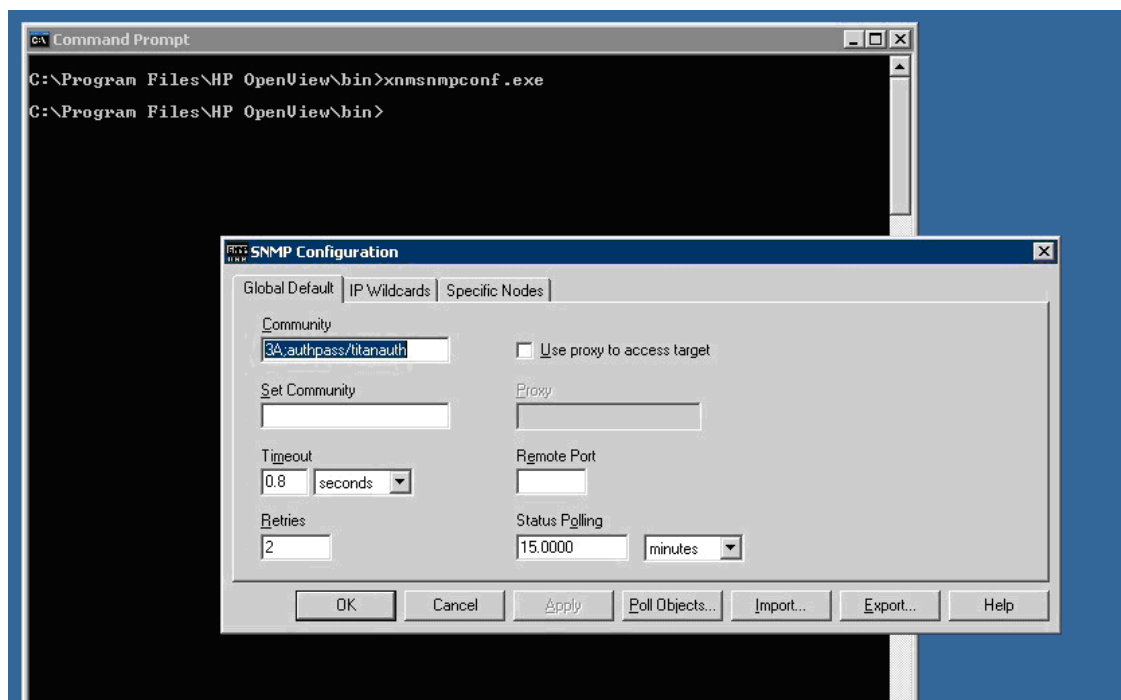 Command Prompt
C:\Program Files\HP OpenView\bin>xnmsnmpconf.exe
C:\Program Files\HP OpenView\bin>
SNMP Configuration
Global Default IP Wildcards Specific Nodes
Community
3A;authpass/titanauth
Use proxy to access target
Set Community
Proxy
Timeout
Remote Port
0.8 seconds
Retries
Status Polling
2
15.0000 minutes
OK Cancel Apply Poll Objects... Import... Export... Help